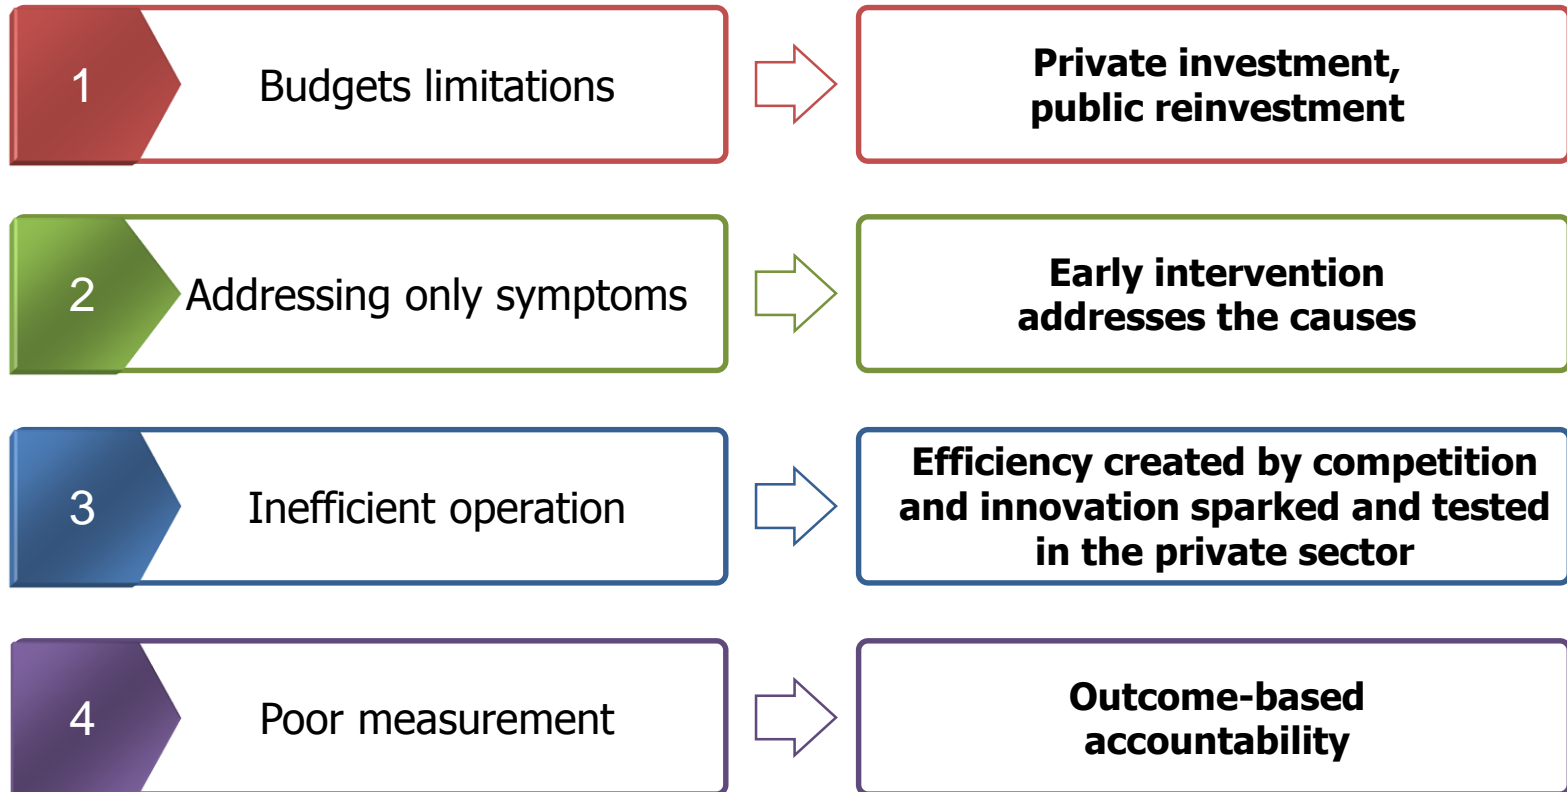 1
Budgets limitations
Private investment,
public reinvestment
2
Addressing only symptoms
Early intervention
addresses the causes
3
Inefficient operation
Efficiency created by competition
and innovation sparked and tested
in the private sector
4
Poor measurement
Outcome-based
accountability